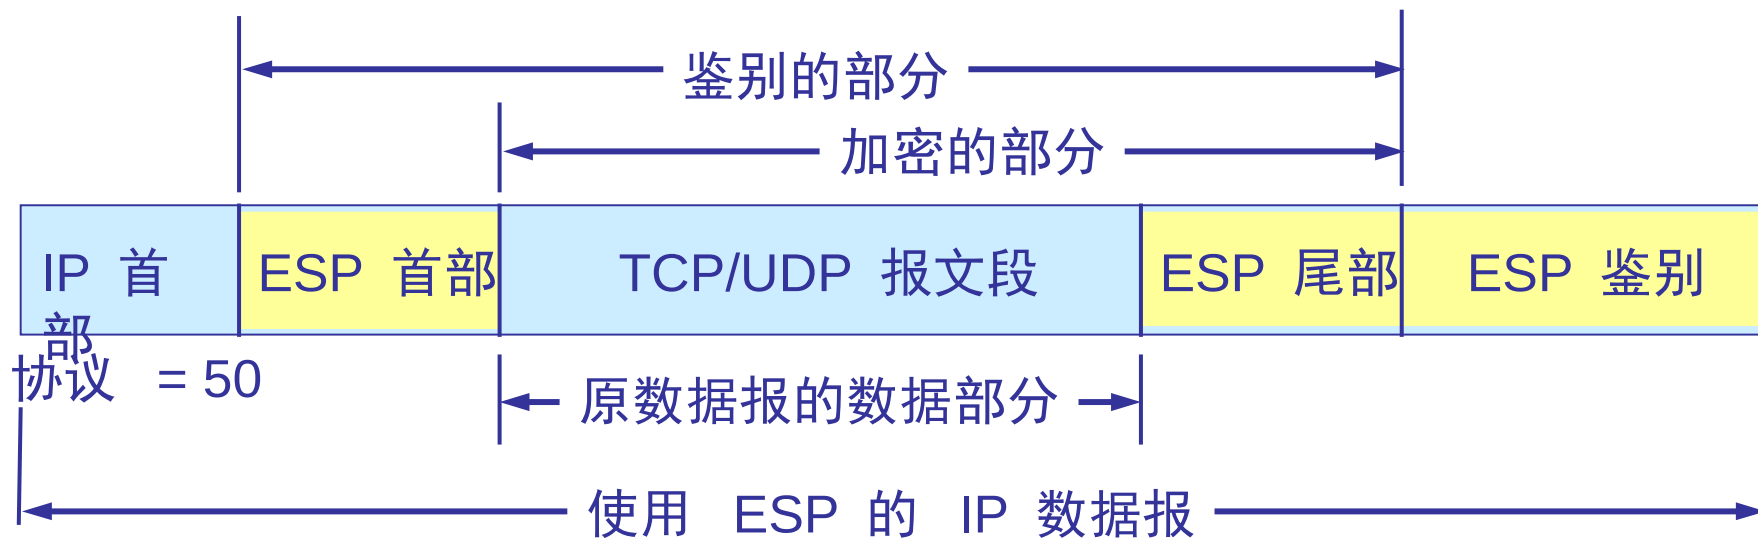 鉴别的部分
加密的部分
IP 首部 ESP 首部 TCP/UDP 报文段 ESP 尾部 ESP 鉴别
协议 = 50
原数据报的数据部分
使用 ESP 的 IP 数据报